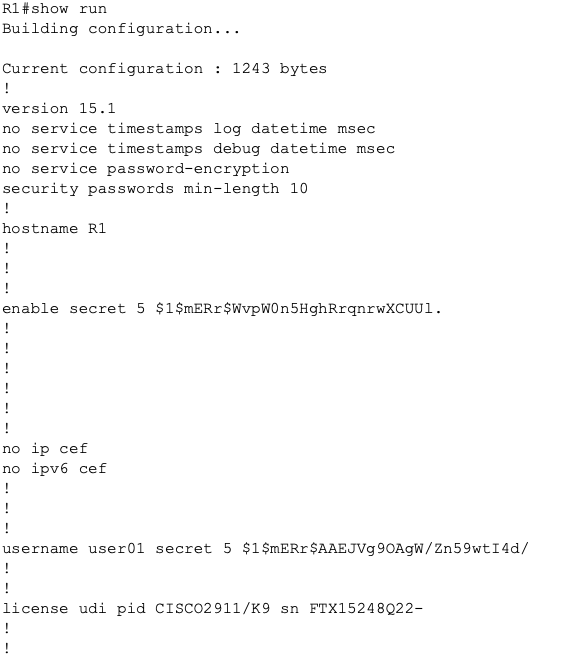 R1#show run
Building configuration...
Current configuration : 1243 bytes
!
version 15.1
no service timestamps log datetime msec
no service timestamps debug datetime msec
no service password-encryption
security passwords min-length 10
!
hostname R1
!
!
!
enable secret 5 $1$mERr$WvpW0n5HghRrqnrwXCUUl.
!
!
!
!
!
!
no ip cef
no ipv6 cef
!
!
!
username user01 secret 5 $1$mERr$AAEJVg9OAgW/Zn59wtI4d/
!
!
license udi pid CISCO2911/K9 sn FTX15248Q22-
!
!